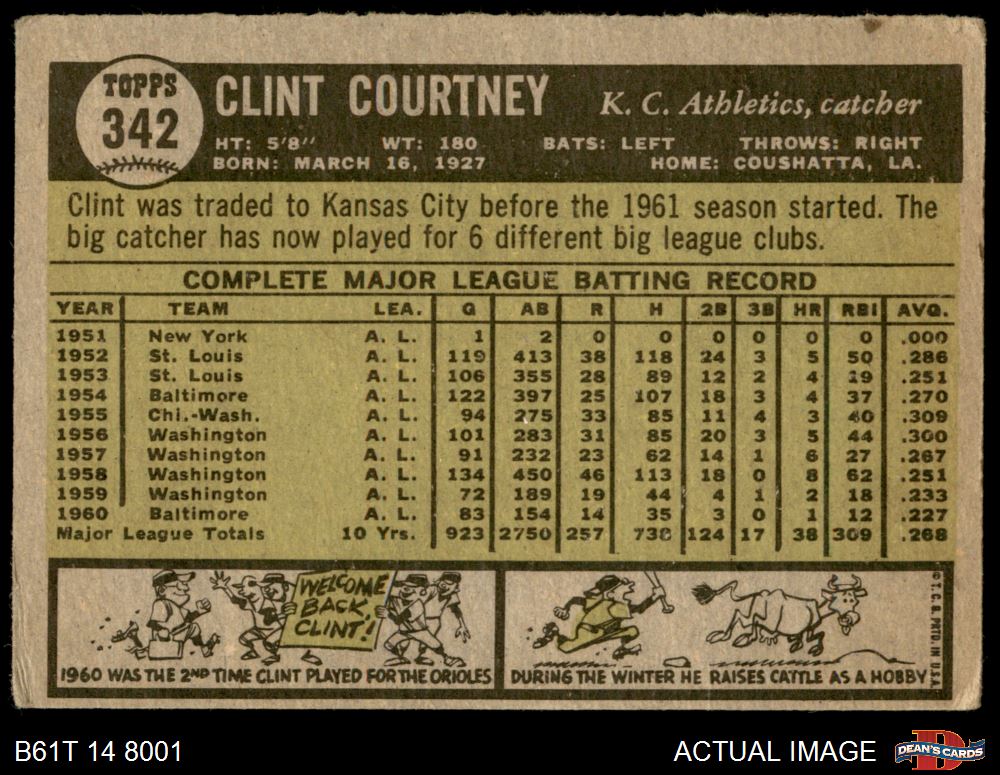 TOPPS
342
CLINT COURTNEY K. C. Athletics, catcher
HT: 5'8" WT: 180 BATS: LEFT THROWS: RIGHT
BORN: MARCH 16, 1927 HOME: COUSHATTA, LA.
Clint was traded to Kansas City before the 1961 season started. The
big catcher has now played for 6 different big league clubs.
COMPLETE MAJOR LEAGUE BATTING RECORD
YEAR TEAM LEA. G AB R H 2B 3B HR RBI AVG.
1951 New York A. L. 1 2 0 0 0 0 0 0 .000
1952 St. Louis A. L. 119 413 38 118 24 3 5 50 .286
1953 St. Louis A. L. 106 355 28 89 12 2 4 19 .251
1954 Baltimore A. L. 122 397 25 107 18 3 4 37 .270
1955 Chi.-Wash. A. L. 94 275 33 85 11 4 3 40 .309
1956 Washington A. L. 101 283 31 85 20 3 5 44 .300
1957 Washington A. L. 91 232 23 62 14 1 6 27 .267
1958 Washington A. L. 134 450 46 113 18 0 8 62 .251
1959 Washington A. L. 72 189 19 44 4 1 2 18 .233
1960 Baltimore A. L. 83 154 14 35 3 0 1 12 .227
Major League Totals 10 Yrs. 923 2750 257 738 124 17 38 309 .268
WELCOME
BACK,
CLINT'!
1960 WAS THE 2ND TIME CLINT PLAYED FOR THE ORIOLES
DURING THE WINTER HE RAISES CATTLE AS A HOBBY
© T. C. G. PRTD. IN U.S.A.
B61T 14 8001 ACTUAL IMAGE
DEAN'S CARDS